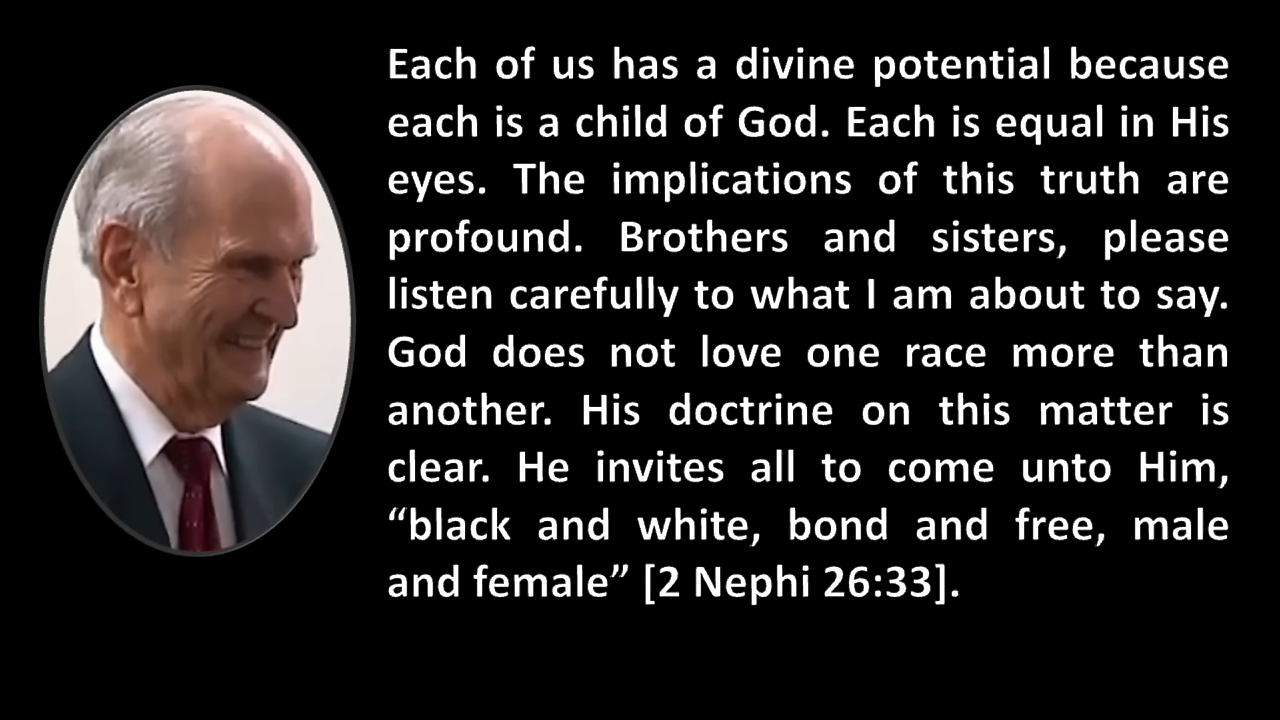 Each of us has a divine potential because
each is a child of God. Each is equal in His
eyes. The implications of this truth are
profound. Brothers and sisters, please
listen carefully to what I am about to say.
God does not love one race more than
another. His doctrine on this matter is
clear. He invites all to come unto Him,
“black and white, bond and free, male
and female” [2 Nephi 26:33].